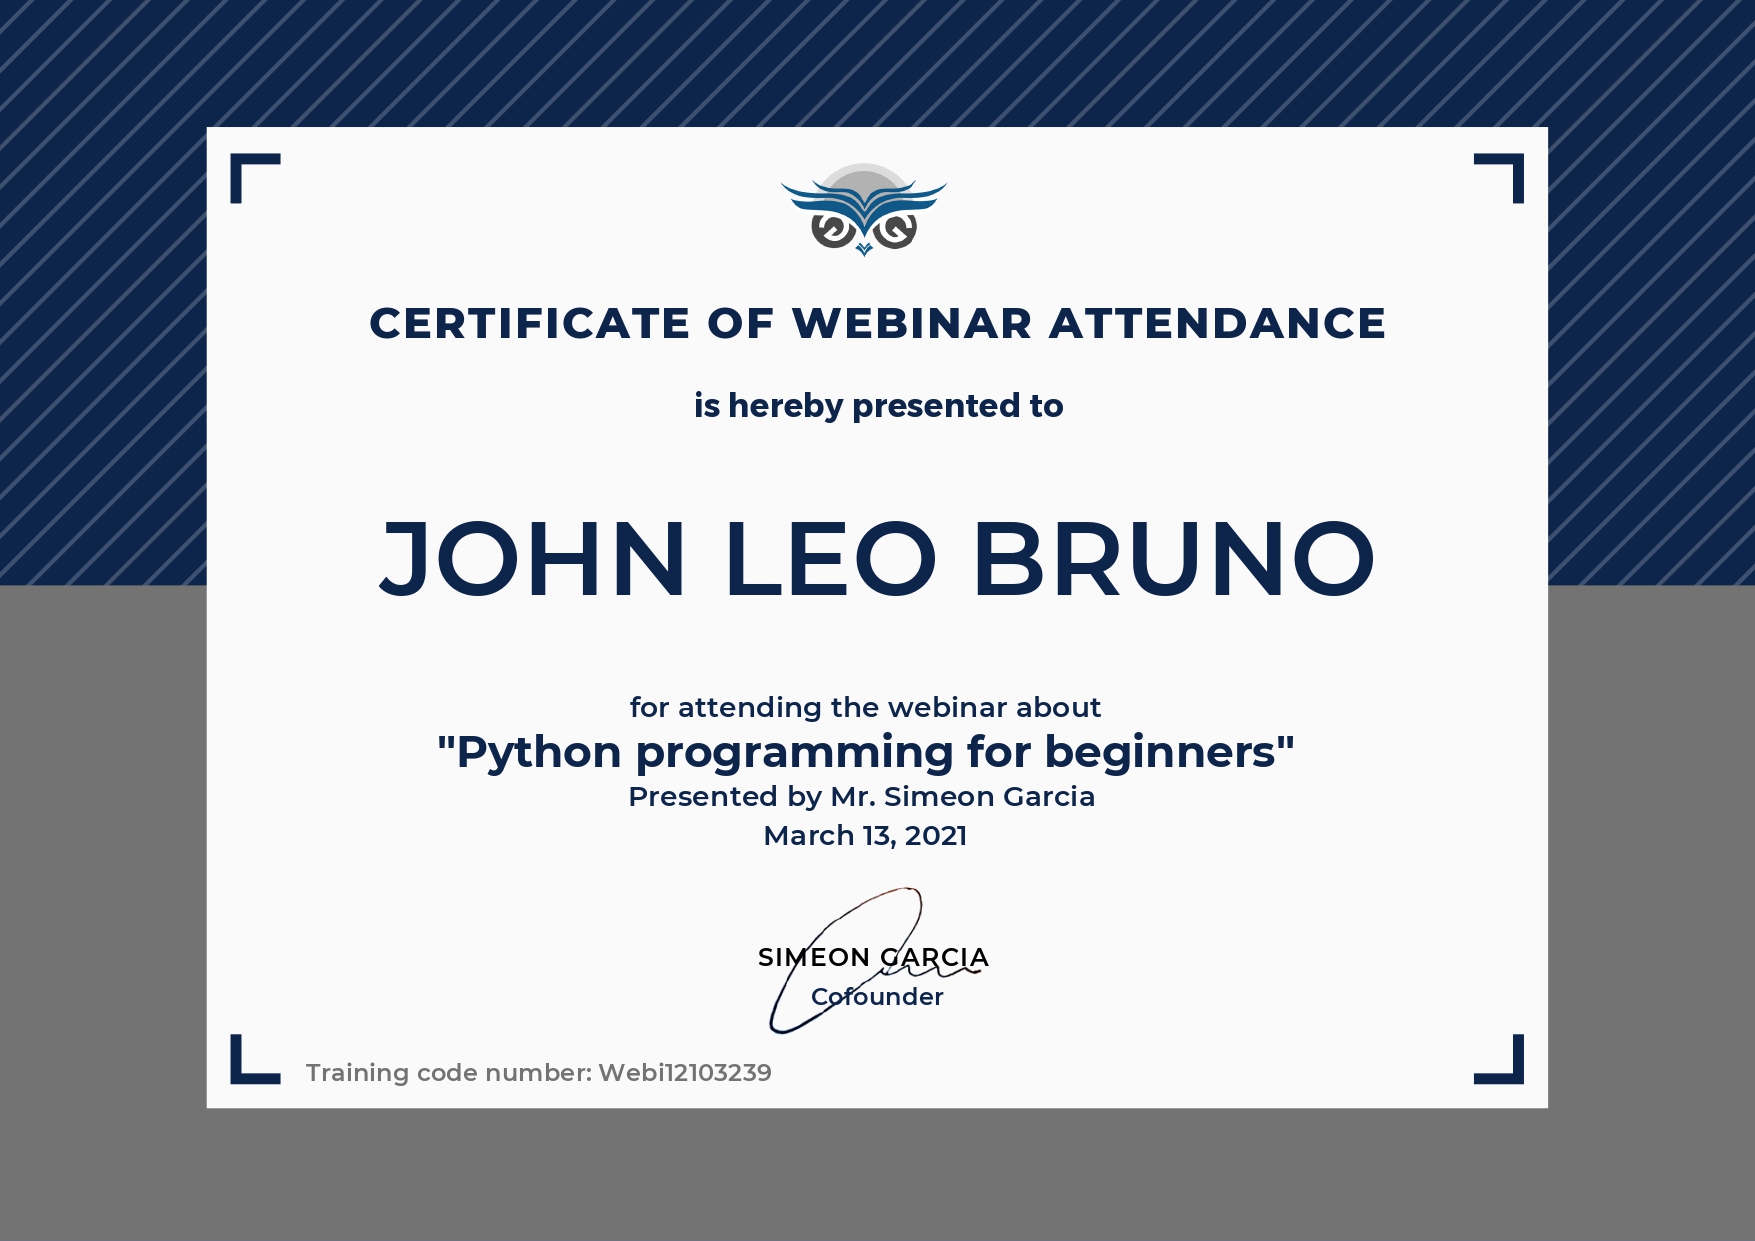 CERTIFICATE OF WEBINAR ATTENDANCE
is hereby presented to
JOHN LEO BRUNO
for attending the webinar about
"Python programming for beginners"
Presented by Mr. Simeon Garcia
March 13, 2021
SIMEON GARCIA
Cofounder
Training code number: Webi12103239